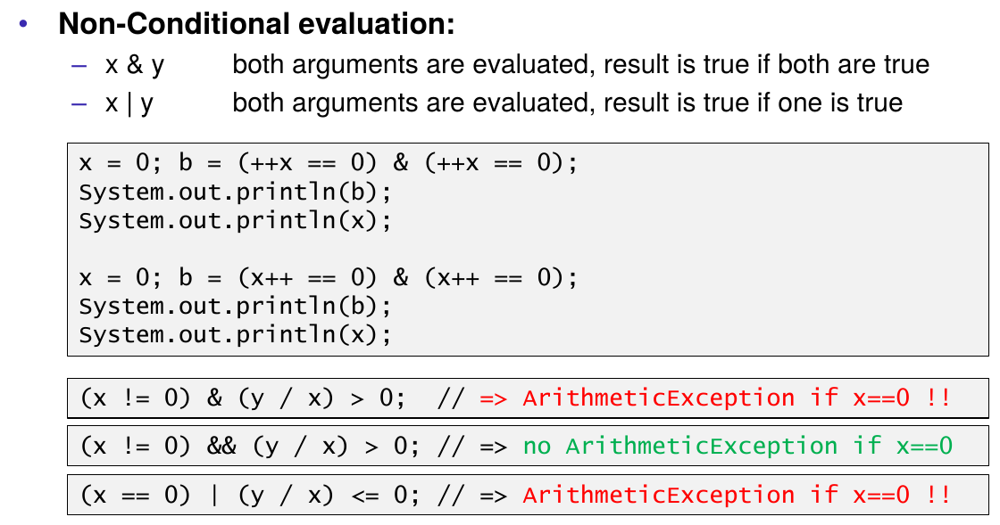 • Non-Conditional evaluation:
– x & y both arguments are evaluated, result is true if both are true
– x | y both arguments are evaluated, result is true if one is true
x = 0; b = (++x == 0) & (++x == 0);
System.out.println(b);
System.out.println(x);
x = 0; b = (x++ == 0) & (x++ == 0);
System.out.println(b);
System.out.println(x);
(x != 0) & (y / x) > 0; // => ArithmeticException if x==0 !!
(x != 0) && (y / x) > 0; // => no ArithmeticException if x==0
(x == 0) | (y / x) <= 0; // => ArithmeticException if x==0 !!